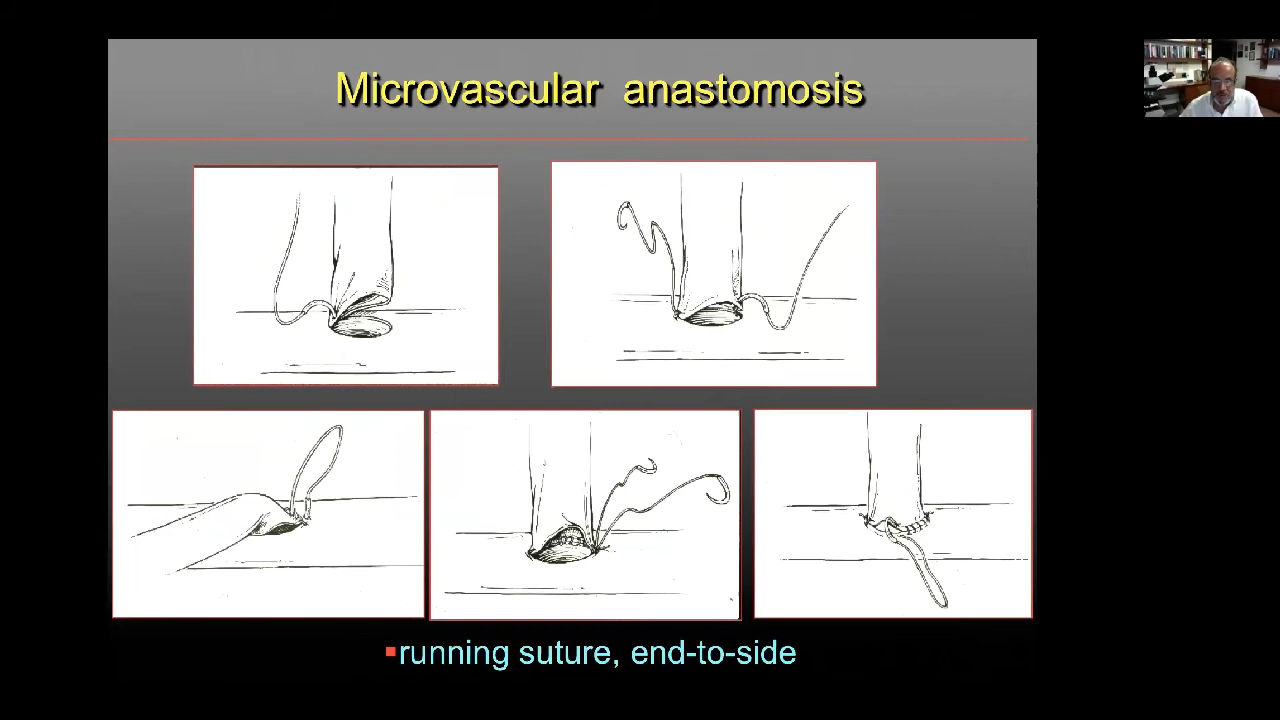 Microvascular anastomosis
running suture, end-to-side